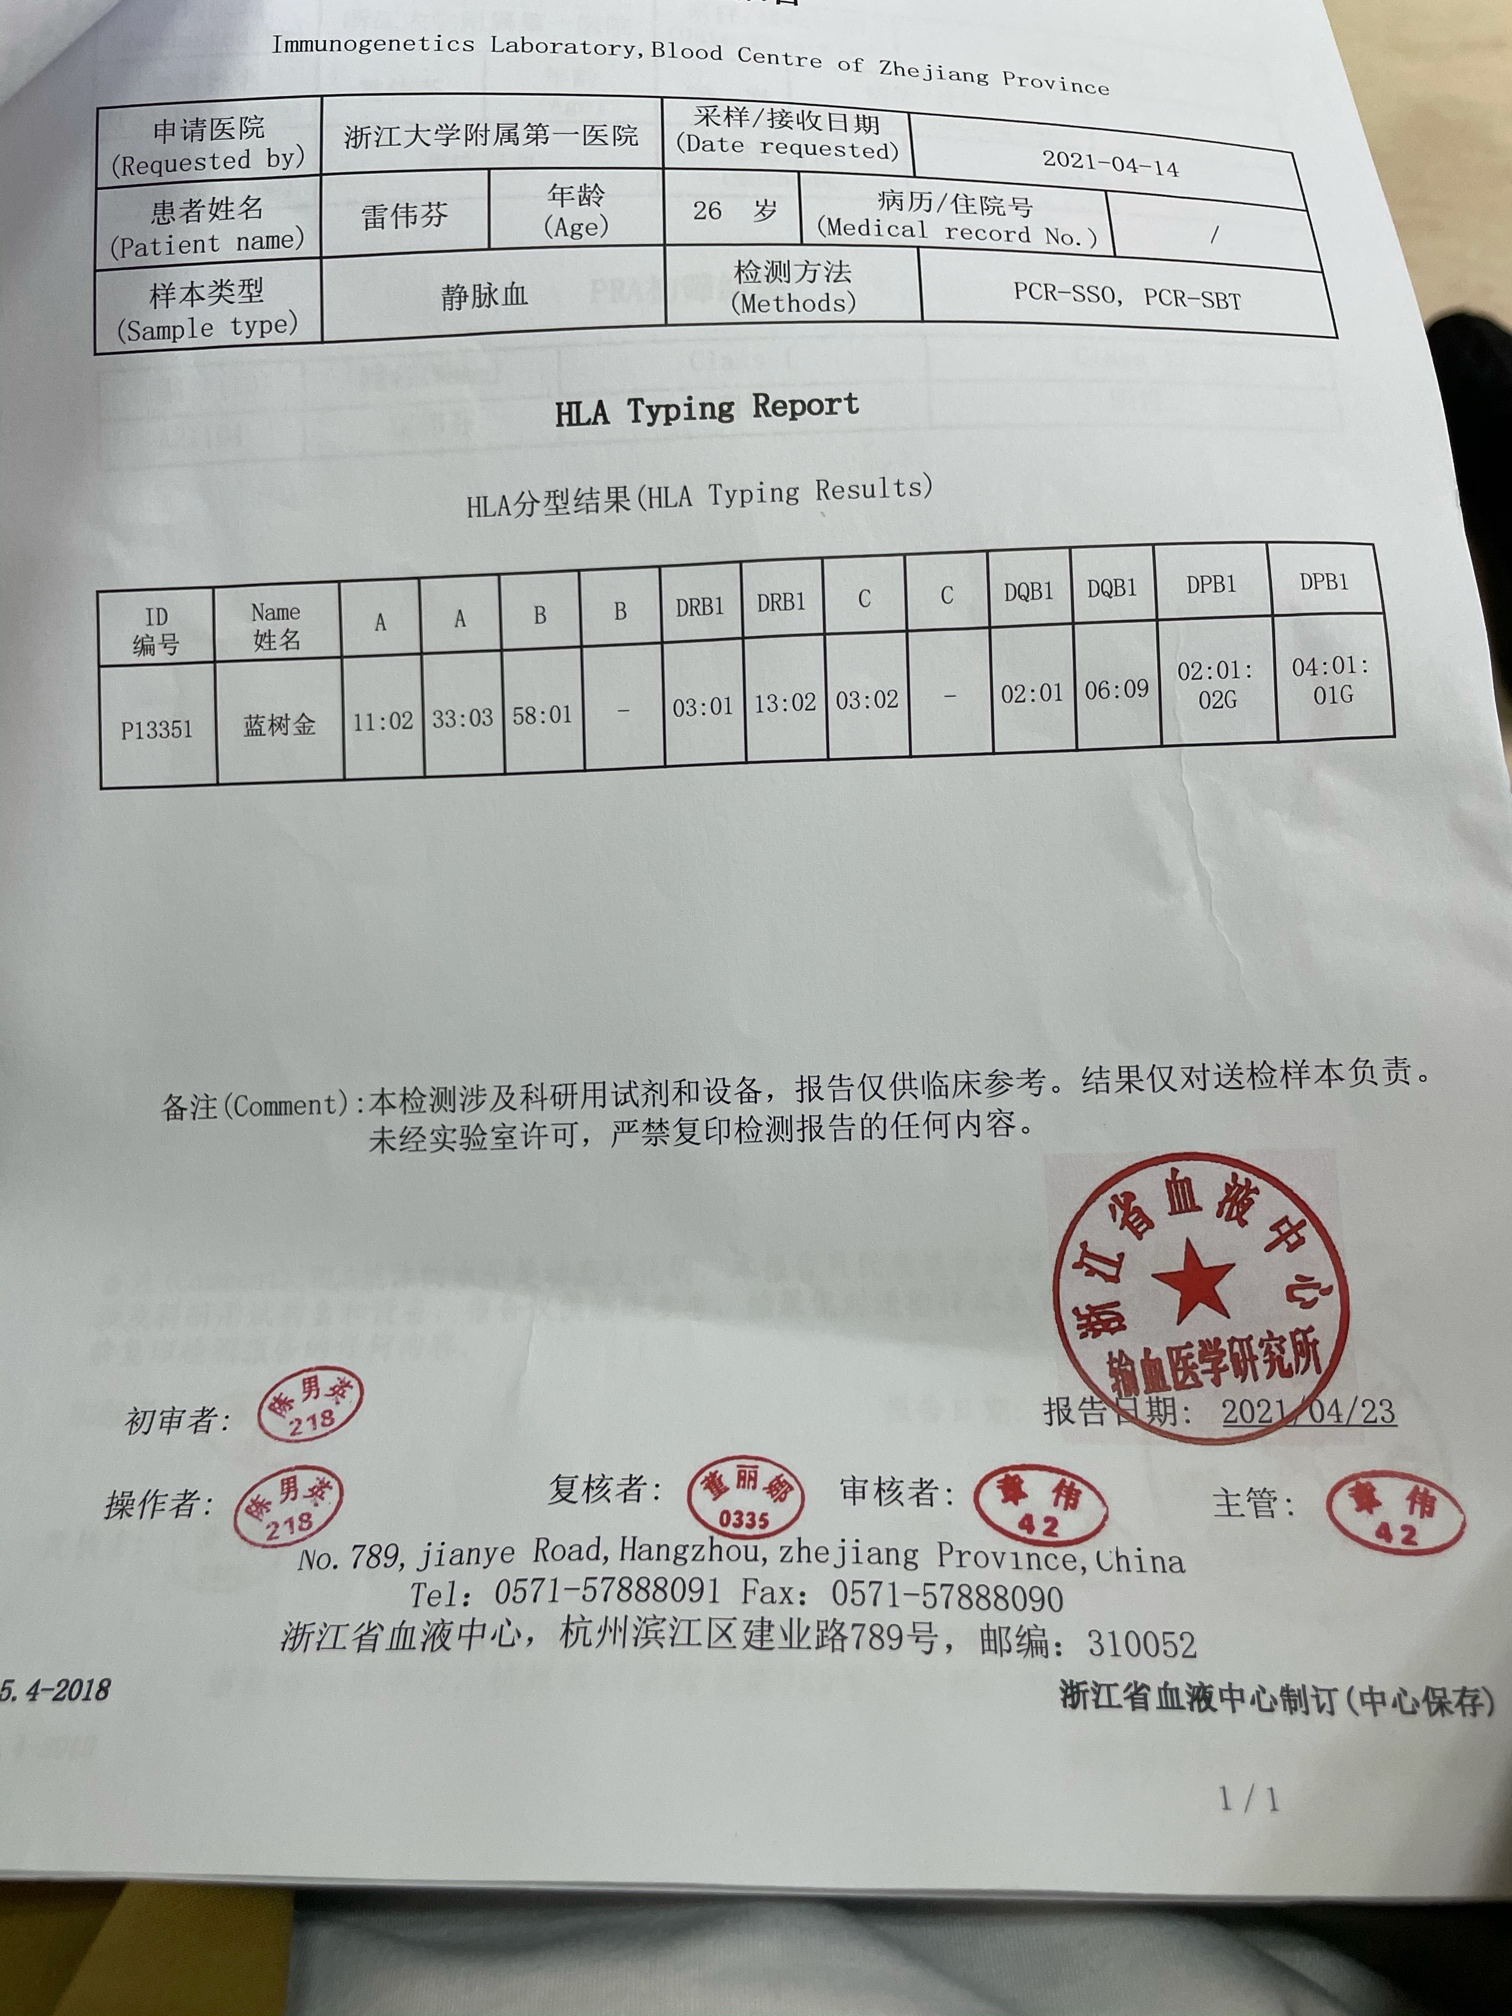 Immunogenetics Laboratory,Blood Centre of Zhejiang Province
申请医院 浙江大学附属第一医院 采样/接收日期 2021-04-14
(Requested by) (Date requested)
患者姓名 雷伟芬 年龄 26 岁 病历/住院号 /
(Patient name) (Age) (Medical record No.)
样本类型 静脉血 检测方法 PCR-SSO, PCR-SBT
(Sample type) (Methods)
HLA Typing Report
HLA分型结果(HLA Typing Results)
ID Name A A B B DRB1 DRB1 C C DQB1 DQB1 DPB1 DPB1
编号 姓名
P13351 蓝树金 11:02 33:03 58:01 - 03:01 13:02 03:02 - 02:01 06:09 02:01:02G 04:01:01G
备注(Comment):本检测涉及科研用试剂和设备，报告仅供临床参考。结果仅对送检样本负责。
未经实验室许可，严禁复印检测报告的任何内容。
浙江省血液中心
输血医学研究所
初审者: 陈男英 218
报告日期: 2021/04/23
操作者: 陈男英 218 复核者: 董丽娜 0335 审核者: 章伟 42 主管: 章伟 42
No.789,jianye Road,Hangzhou,zhejiang Province,China
Tel: 0571-57888091 Fax: 0571-57888090
浙江省血液中心，杭州滨江区建业路789号，邮编：310052
5.4-2018
浙江省血液中心制订(中心保存)
1 / 1